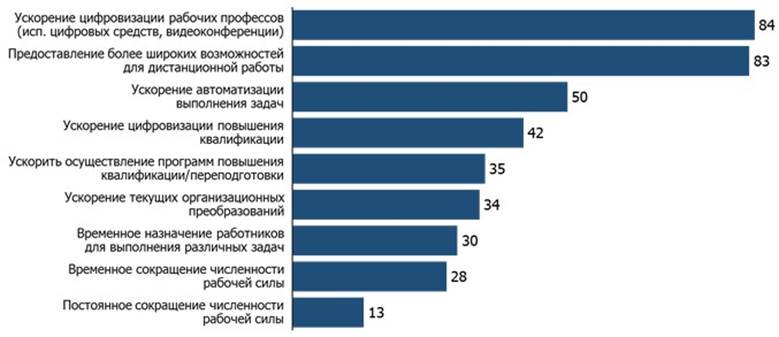 Ускорение цифровизации рабочих профессов
(исп. цифровых средств, видеоконференции)
84
Предоставление более широких возможностей
для дистанционной работы
83
Ускорение автоматизации
выполнения задач
50
Ускорение цифровизации повышения
квалификации
42
Ускорить осуществление программ повышения
квалификации/переподготовки
35
Ускорение текущих организационных
преобразований
34
Временное назначение работников
для выполнения различных задач
30
Временное сокращение численности
рабочей силы
28
Постоянное сокращение численности
рабочей силы
13